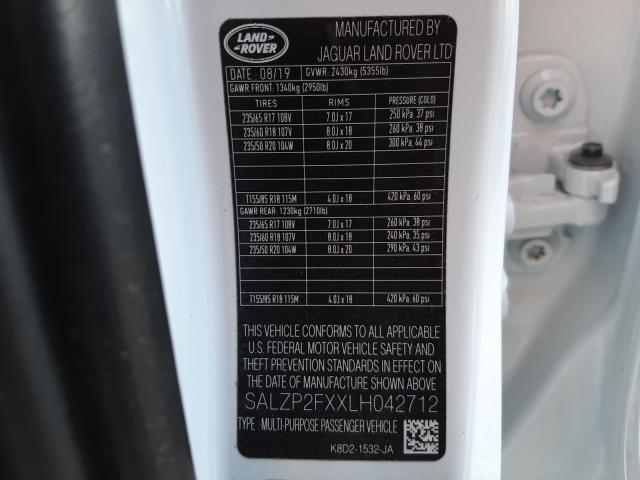 LAND ROVER
MANUFACTURED BY
JAGUAR LAND ROVER LTD
DATE 08/19 GVWR: 2430kg (5355lb)
GAWR FRONT: 1340kg (2950lb)
TIRES RIMS PRESSURE (COLD)
235/65 R17 108V 7.0J x 17 250 kPa, 37 psi
235/60 R18 107V 8.0J x 18 260 kPa, 38 psi
235/50 R20 104W 8.0J x 20 300 kPa, 44 psi
T155/85 R18 115M 4.0J x 18 420 kPa, 60 psi
GAWR REAR: 1230kg (2710lb)
235/65 R17 108V 7.0J x 17 260 kPa, 38 psi
235/60 R18 107V 8.0J x 18 240 kPa, 35 psi
235/50 R20 104W 8.0J x 20 290 kPa, 43 psi
T155/85 R18 115M 4.0J x 18 420 kPa, 60 psi
THIS VEHICLE CONFORMS TO ALL APPLICABLE
U.S. FEDERAL MOTOR VEHICLE SAFETY AND
THEFT PREVENTION STANDARDS IN EFFECT ON
THE DATE OF MANUFACTURE SHOWN ABOVE
SALZP2FXXLH042712
TYPE: MULTI-PURPOSE PASSENGER VEHICLE
K8D2-1532-JA